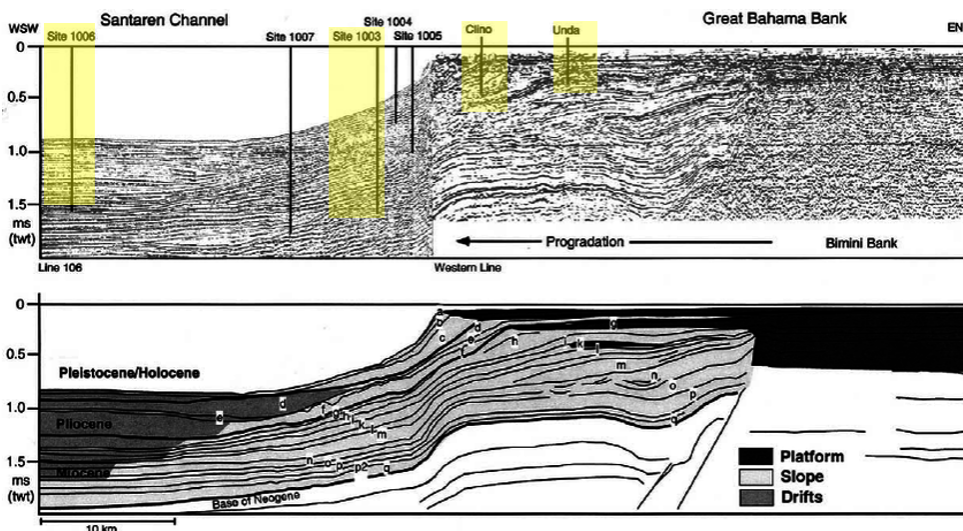 Santaren Channel
Site 1004
Great Bahama Bank
WSW
Site 1006
Site 1007
Site 1003
Site 1005
Clino
Unda
EN
0
0.5
1.0
1.5
ms
(twt)
Progradation
Bimini Bank
Line 106
Western Line
0
0.5
1.0
1.5
ms
(twt)
a
b
c
d
e
f
g
h
i
k
l
m
n
o
p
q
Pleistocene/Holocene
d
e
Pliocene
f
g
h
i
k
l
m
Miocene
n
o
p
p2
q
Base of Neogene
Platform
Slope
Drifts
10 km